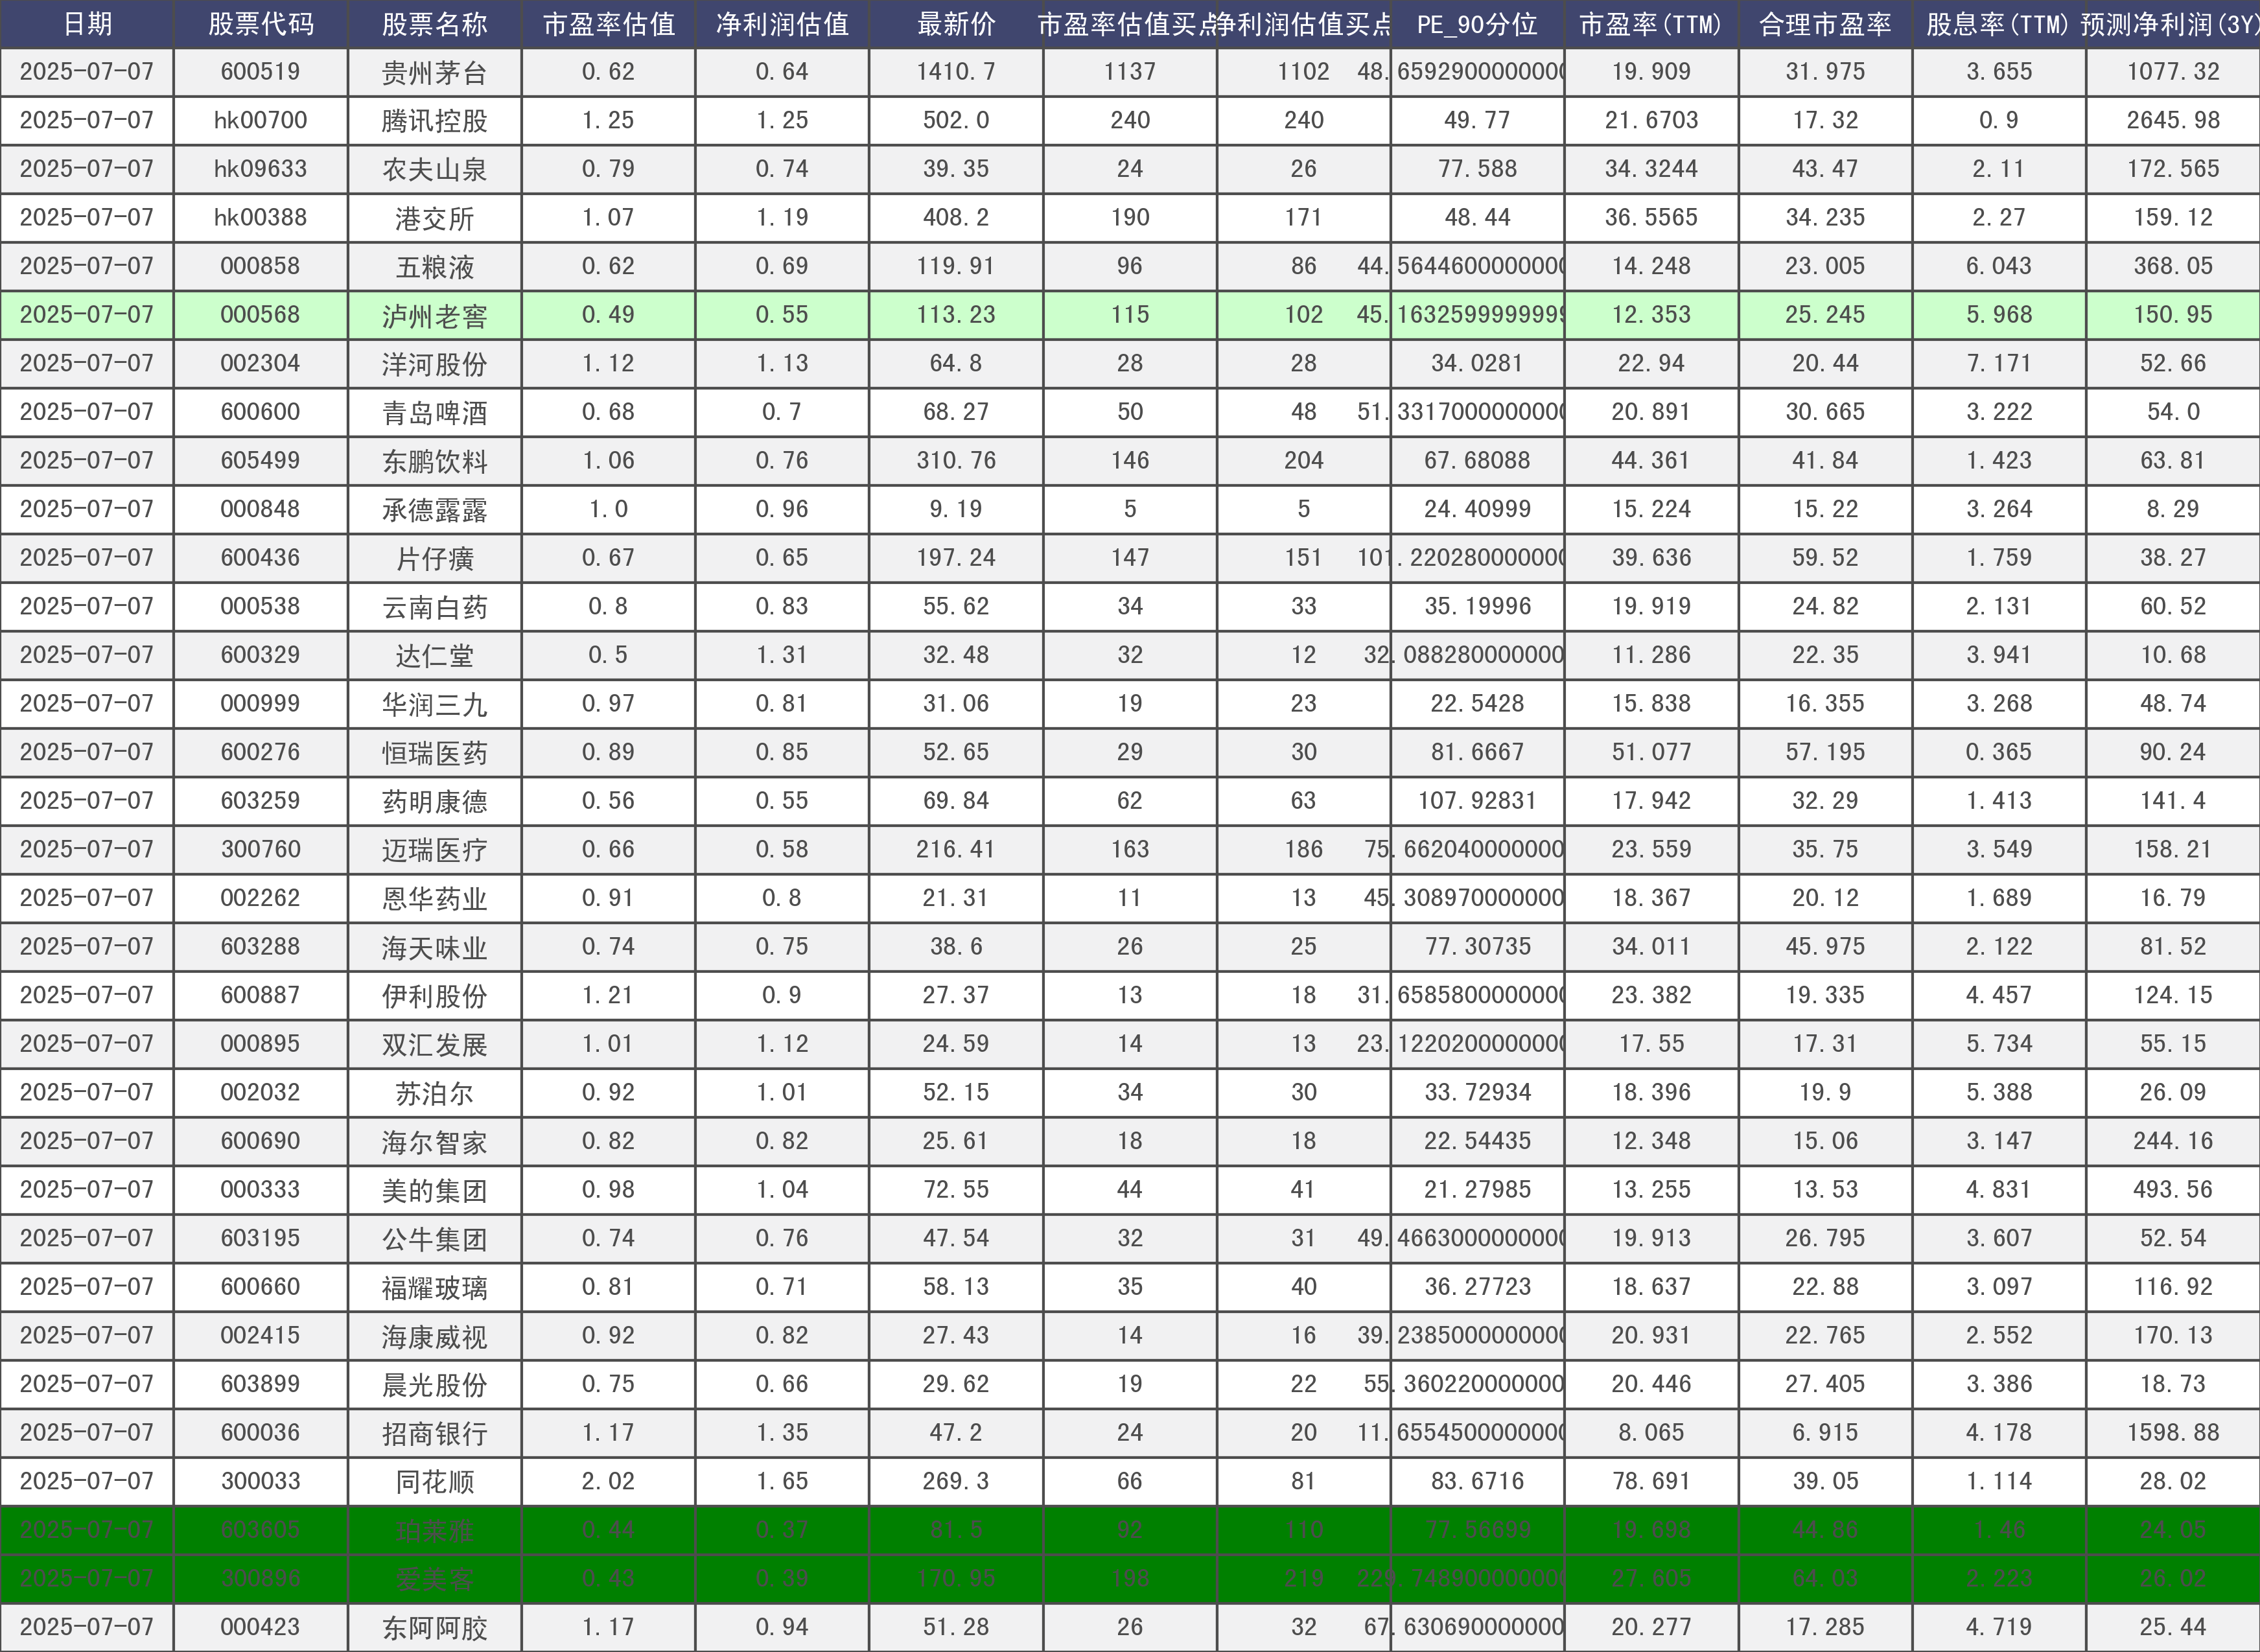 日期 股票代码 股票名称 市盈率估值 净利润估值 最新价 市盈率估值买点 净利润估值买点 PE_90分位 市盈率(TTM) 合理市盈率 股息率(TTM) 预测净利润(3Y)
2025-07-07 600519 贵州茅台 0.62 0.64 1410.7 1137 1102 48.6592900000000 19.909 31.975 3.655 1077.32
2025-07-07 hk00700 腾讯控股 1.25 1.25 502.0 240 240 49.77 21.6703 17.32 0.9 2645.98
2025-07-07 hk09633 农夫山泉 0.79 0.74 39.35 24 26 77.588 34.3244 43.47 2.11 172.565
2025-07-07 hk00388 港交所 1.07 1.19 408.2 190 171 48.44 36.5565 34.235 2.27 159.12
2025-07-07 000858 五粮液 0.62 0.69 119.91 96 86 44.5644600000000 14.248 23.005 6.043 368.05
2025-07-07 000568 泸州老窖 0.49 0.55 113.23 115 102 45.1632599999999 12.353 25.245 5.968 150.95
2025-07-07 002304 洋河股份 1.12 1.13 64.8 28 28 34.0281 22.94 20.44 7.171 52.66
2025-07-07 600600 青岛啤酒 0.68 0.7 68.27 50 48 51.3317000000000 20.891 30.665 3.222 54.0
2025-07-07 605499 东鹏饮料 1.06 0.76 310.76 146 204 67.68088 44.361 41.84 1.423 63.81
2025-07-07 000848 承德露露 1.0 0.96 9.19 5 5 24.40999 15.224 15.22 3.264 8.29
2025-07-07 600436 片仔癀 0.67 0.65 197.24 147 151 101.220280000000 39.636 59.52 1.759 38.27
2025-07-07 000538 云南白药 0.8 0.83 55.62 34 33 35.19996 19.919 24.82 2.131 60.52
2025-07-07 600329 达仁堂 0.5 1.31 32.48 32 12 32.088280000000 11.286 22.35 3.941 10.68
2025-07-07 000999 华润三九 0.97 0.81 31.06 19 23 22.5428 15.838 16.355 3.268 48.74
2025-07-07 600276 恒瑞医药 0.89 0.85 52.65 29 30 81.6667 51.077 57.195 0.365 90.24
2025-07-07 603259 药明康德 0.56 0.55 69.84 62 63 107.92831 17.942 32.29 1.413 141.4
2025-07-07 300760 迈瑞医疗 0.66 0.58 216.41 163 186 75.662040000000 23.559 35.75 3.549 158.21
2025-07-07 002262 恩华药业 0.91 0.8 21.31 11 13 45.308970000000 18.367 20.12 1.689 16.79
2025-07-07 603288 海天味业 0.74 0.75 38.6 26 25 77.30735 34.011 45.975 2.122 81.52
2025-07-07 600887 伊利股份 1.21 0.9 27.37 13 18 31.6585800000000 23.382 19.335 4.457 124.15
2025-07-07 000895 双汇发展 1.01 1.12 24.59 14 13 23.1220200000000 17.55 17.31 5.734 55.15
2025-07-07 002032 苏泊尔 0.92 1.01 52.15 34 30 33.72934 18.396 19.9 5.388 26.09
2025-07-07 600690 海尔智家 0.82 0.82 25.61 18 18 22.54435 12.348 15.06 3.147 244.16
2025-07-07 000333 美的集团 0.98 1.04 72.55 44 41 21.27985 13.255 13.53 4.831 493.56
2025-07-07 603195 公牛集团 0.74 0.76 47.54 32 31 49.4663000000000 19.913 26.795 3.607 52.54
2025-07-07 600660 福耀玻璃 0.81 0.71 58.13 35 40 36.27723 18.637 22.88 3.097 116.92
2025-07-07 002415 海康威视 0.92 0.82 27.43 14 16 39.2385000000000 20.931 22.765 2.552 170.13
2025-07-07 603899 晨光股份 0.75 0.66 29.62 19 22 55.360220000000 20.446 27.405 3.386 18.73
2025-07-07 600036 招商银行 1.17 1.35 47.2 24 20 11.6554500000000 8.065 6.915 4.178 1598.88
2025-07-07 300033 同花顺 2.02 1.65 269.3 66 81 83.6716 78.691 39.05 1.114 28.02
2025-07-07 603605 珀莱雅 0.44 0.37 81.5 92 110 77.56699 19.698 44.86 1.46 24.05
2025-07-07 300896 爱美客 0.43 0.39 170.95 198 219 229.748900000000 27.605 64.03 2.223 26.02
2025-07-07 000423 东阿阿胶 1.17 0.94 51.28 26 32 67.630690000000 20.277 17.285 4.719 25.44